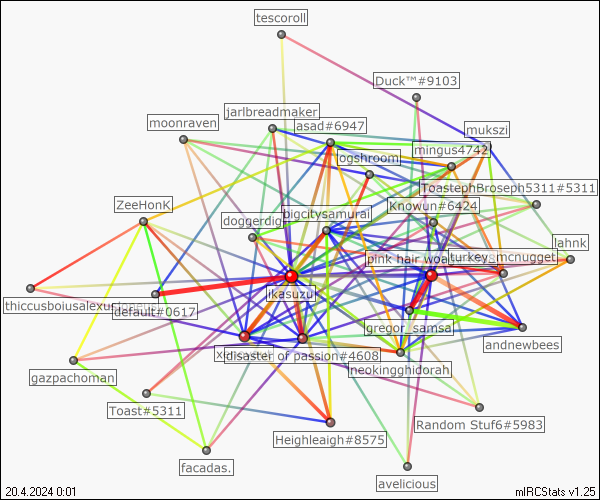 tescoroll
Duck™#9103
jarlbreadmaker
moonraven
asad#6947
mukszi
mingus4742
ogshroom
ToastephBroseph5311#5311
ZeeHonk
Knowun#6424
bigcitysamurai
doggerdig
lahnk
pink hair woa
turkey_mcnugget
ikasuzu
thiccusboiusalexus
default#0617
gregor_samsa
andnewbees
disaster of passion#4608
neokingghidorah
gazpachoman
Toast#5311
Random Stuf6#5983
Heighleaigh#8575
facadas.
avelicious
20.4.2024 0:01
mIRCStats v1.25